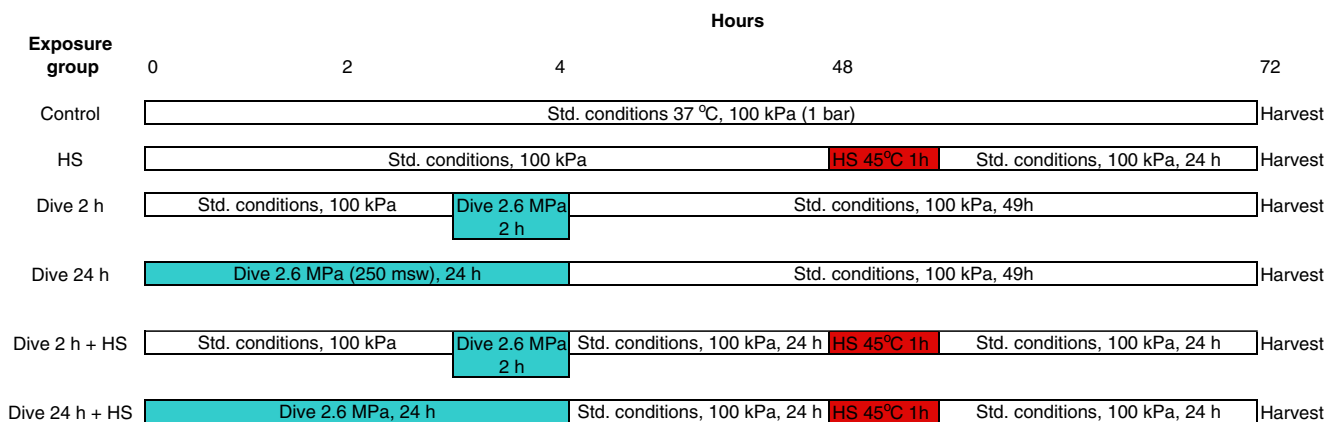 Hours
Exposure
group
0 2 4 48 72
Control Std. conditions 37 °C, 100 kPa (1 bar) Harvest
HS Std. conditions, 100 kPa HS 45°C 1h Std. conditions, 100 kPa, 24 h Harvest
Dive 2 h Std. conditions, 100 kPa Dive 2.6 MPa Std. conditions, 100 kPa, 49h Harvest
2 h
Dive 24 h Dive 2.6 MPa (250 msw), 24 h Std. conditions, 100 kPa, 49h Harvest
Dive 2 h + HS Std. conditions, 100 kPa Dive 2.6 MPa Std. conditions, 100 kPa, 24 h HS 45°C 1h Std. conditions, 100 kPa, 24 h Harvest
2 h
Dive 24 h + HS Dive 2.6 MPa, 24 h Std. conditions, 100 kPa, 24 h HS 45°C 1h Std. conditions, 100 kPa, 24 h Harvest